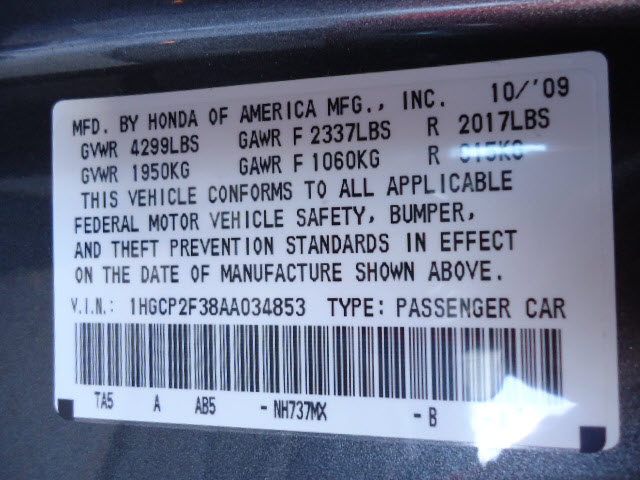 MFD. BY HONDA OF AMERICA MFG., INC. 10/'09
GVWR 4299LBS GAWR F 2337LBS R 2017LBS
GVWR 1950KG GAWR F 1060KG R 915KG
THIS VEHICLE CONFORMS TO ALL APPLICABLE
FEDERAL MOTOR VEHICLE SAFETY, BUMPER,
AND THEFT PREVENTION STANDARDS IN EFFECT
ON THE DATE OF MANUFACTURE SHOWN ABOVE.
V.I.N.: 1HGCP2F38AA034853 TYPE: PASSENGER CAR
TA5 A AB5 -NH737MX -B